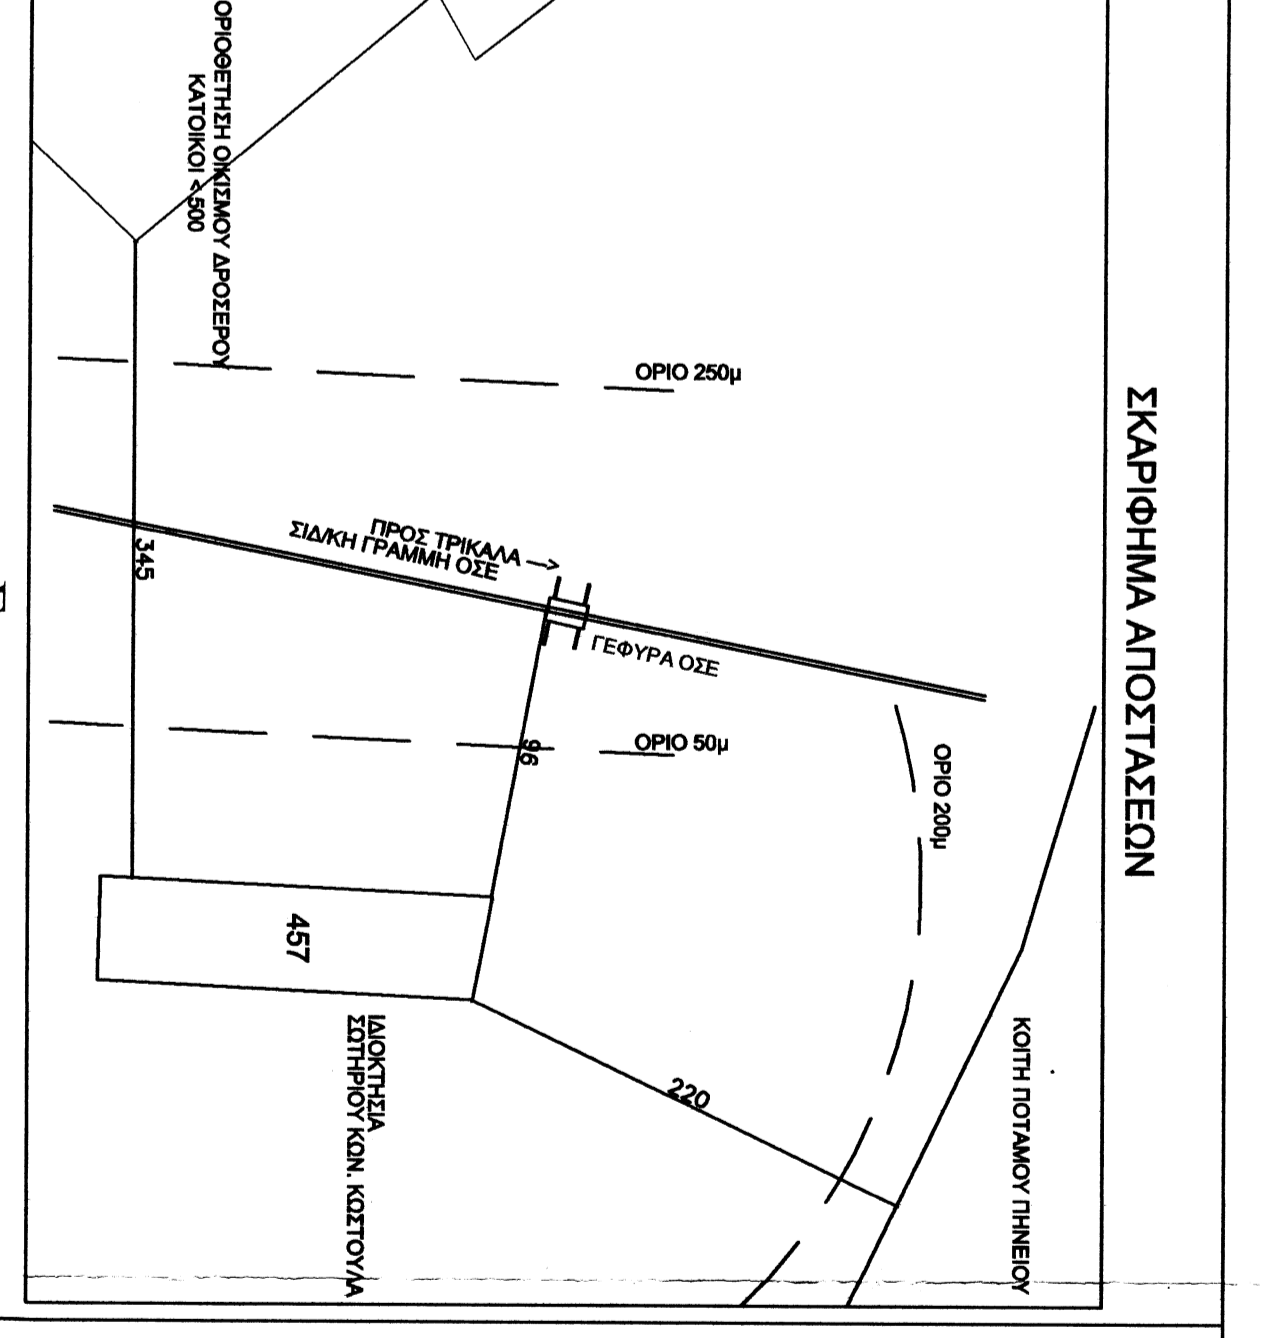 ΣΚΑΡΙΦΗΜΑ ΑΠΟΣΤΑΣΕΩΝ
ΟΡΙΟΘΕΤΗΣΗ ΟΙΚΙΣΜΟΥ ΔΡΟΣΕΡΟΥ
ΚΑΤΟΙΚΟΙ <500
ΟΡΙΟ 250μ
ΠΡΟΣ ΤΡΙΚΑΛΑ
ΣΙΔ/ΚΗ ΓΡΑΜΜΗ ΟΣΕ
345
ΓΕΦΥΡΑ ΟΣΕ
ΟΡΙΟ 50μ
96
ΟΡΙΟ 200μ
457
ΚΟΙΤΗ ΠΟΤΑΜΟΥ ΠΗΝΕΙΟΥ
220
ΙΔΙΟΚΤΗΣΙΑ
ΣΩΤΗΡΙΟΥ ΚΩΝ. ΚΩΣΤΟΥΛΑ